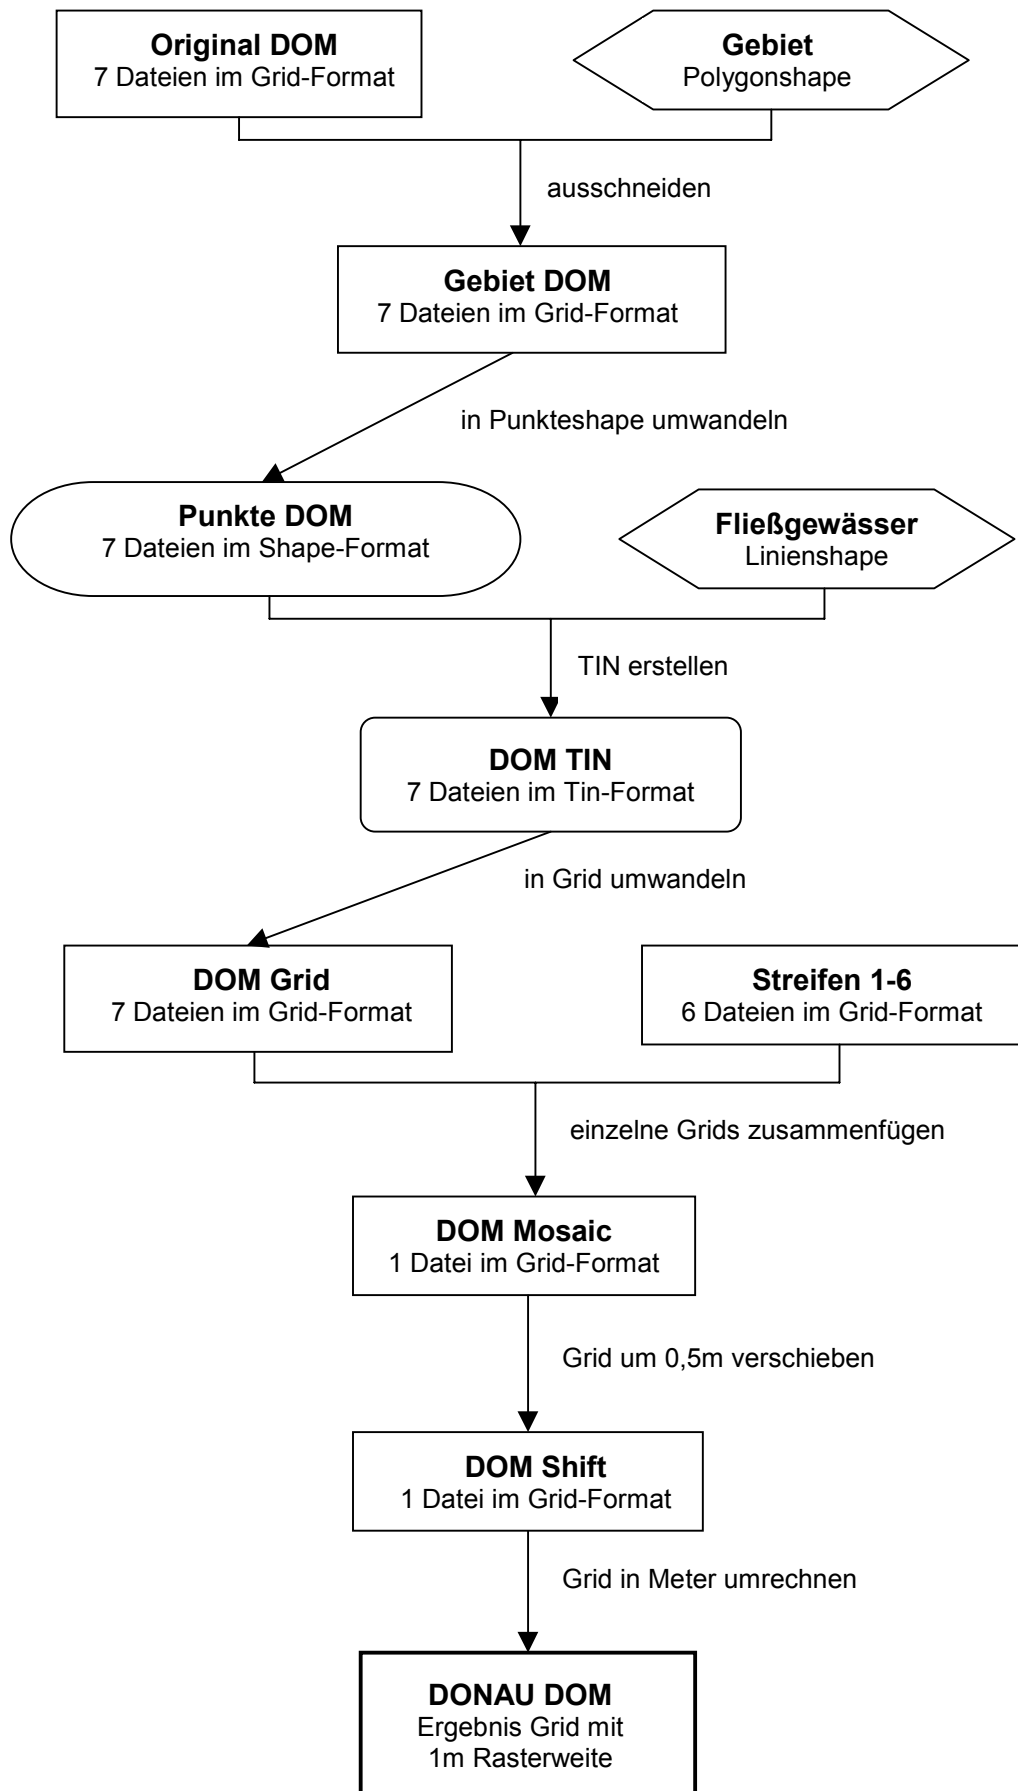 Original DOM
7 Dateien im Grid-Format
Gebiet
Polygonshape
ausschneiden
Gebiet DOM
7 Dateien im Grid-Format
in Punkteshape umwandeln
Punkte DOM
7 Dateien im Shape-Format
Fließgewässer
Linienshape
TIN erstellen
DOM TIN
7 Dateien im Tin-Format
in Grid umwandeln
DOM Grid
7 Dateien im Grid-Format
Streifen 1-6
6 Dateien im Grid-Format
einzelne Grids zusammenfügen
DOM Mosaic
1 Datei im Grid-Format
Grid um 0,5m verschieben
DOM Shift
1 Datei im Grid-Format
Grid in Meter umrechnen
DONAU DOM
Ergebnis Grid mit
1m Rasterweite